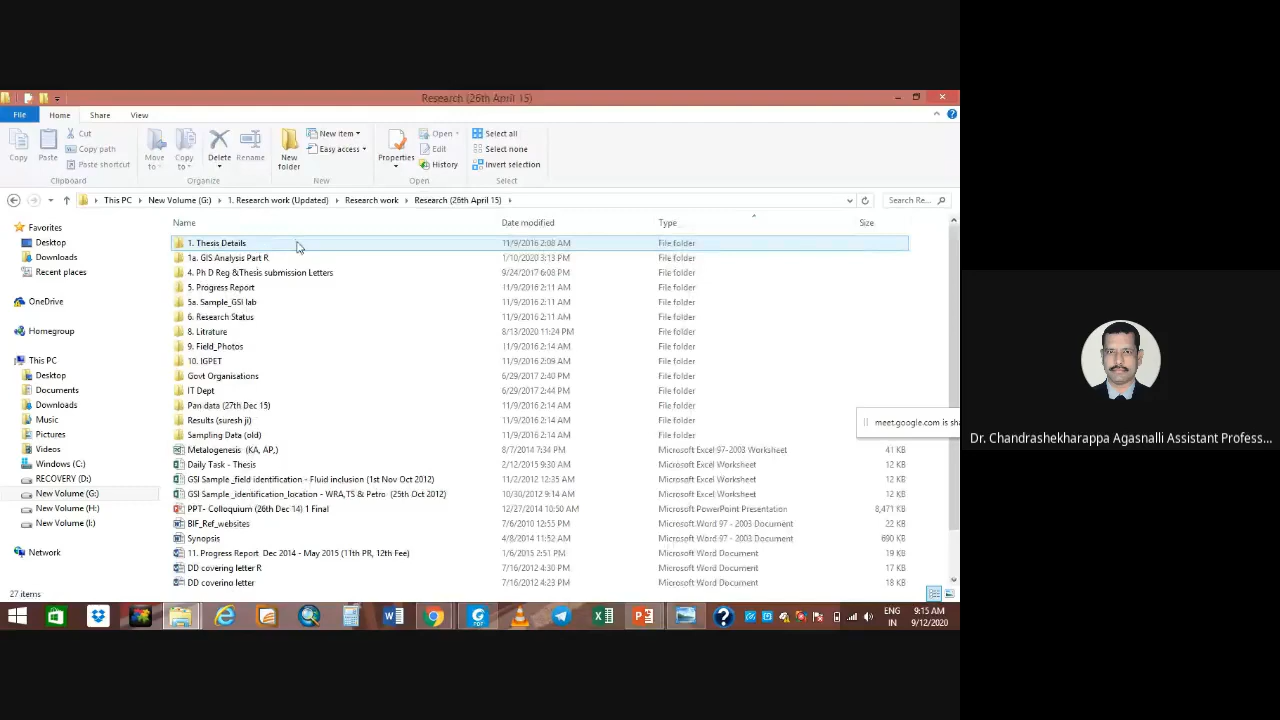 Research (26th April 15)
File Home Share View
Cut
Copy path
Paste shortcut
Copy Paste
Move to Copy to Delete Rename
New folder
New item
Easy access
Properties
Open
Edit
History
Select all
Select none
Invert selection
Clipboard Organize New Open Select
This PC New Volume (G:) 1. Research work (Updated) Research work Research (26th April 15)
Search Re...
Name Date modified Type Size
Favorites
Desktop
Downloads
Recent places
OneDrive
Homegroup
This PC
Desktop
Documents
Downloads
Music
Pictures
Videos
Windows (C:)
RECOVERY (D:)
New Volume (G:)
New Volume (H:)
New Volume (I:)
Network
1. Thesis Details 11/9/2016 2:08 AM File folder
1a. GIS Analysis Part R 1/10/2020 3:13 PM File folder
4. Ph D Reg &Thesis submission Letters 9/24/2017 6:08 PM File folder
5. Progress Report 11/9/2016 2:11 AM File folder
5a. Sample_GSI lab 11/9/2016 2:11 AM File folder
6. Research Status 11/9/2016 2:11 AM File folder
8. Litrature 8/13/2020 11:24 PM File folder
9. Field_Photos 11/9/2016 2:14 AM File folder
10. IGPET 11/9/2016 2:09 AM File folder
Govt Organisations 6/29/2017 2:40 PM File folder
IT Dept 6/29/2017 2:44 PM File folder
Pan data (27th Dec 15) 11/9/2016 2:14 AM File folder
Results (suresh ji) 11/9/2016 2:14 AM File folder
Sampling Data (old) 11/9/2016 2:14 AM File folder
Metalogenesis (KA, AP,) 8/7/2014 7:34 PM Microsoft Excel 97-2003 Worksheet 41 KB
Daily Task - Thesis 2/12/2015 9:30 AM Microsoft Excel Worksheet 12 KB
GSI Sample _field identification - Fluid inclusion (1st Nov Oct 2012) 11/2/2012 12:35 AM Microsoft Excel Worksheet 12 KB
GSI Sample _identification_location - WRA,TS & Petro (25th Oct 2012) 10/30/2012 9:14 AM Microsoft Excel Worksheet 12 KB
PPT- Colloquium (26th Dec 14) 1 Final 12/27/2014 10:50 AM Microsoft PowerPoint Presentation 8,471 KB
BIF_Ref_websites 7/6/2010 12:55 PM Microsoft Word 97 - 2003 Document 22 KB
Synopsis 4/8/2014 11:52 AM Microsoft Word 97 - 2003 Document 690 KB
11. Progress Report Dec 2014 - May 2015 (11th PR, 12th Fee) 1/6/2015 2:51 PM Microsoft Word Document 19 KB
DD covering letter R 7/16/2012 4:30 PM Microsoft Word Document 17 KB
DD covering letter 7/16/2012 4:23 PM Microsoft Word Document 18 KB
meet.google.com is sha
27 items
ENG
IN
9:15 AM
9/12/2020
Dr. Chandrashekharappa Agasnalli Assistant Profess...